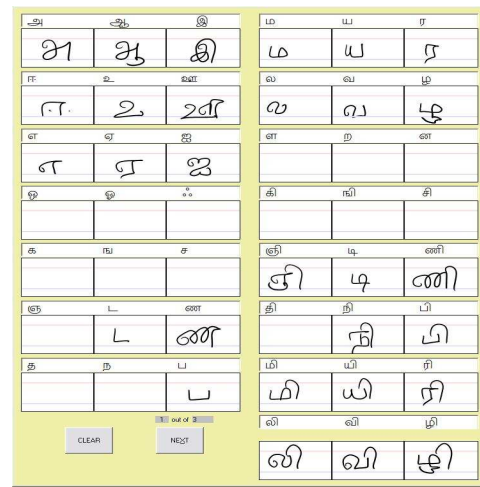 அ ஆ இ
அ ஆ இ
ஈ உ ஊ
ஈ உ ஊ
எ ஏ ஐ
எ ஏ ஐ
ஒ ஓ ஃ
க ங ச
ஞ ட ண
ட ண
த ந ப
ப
1 out of 3
CLEAR NEXT
ம ய ர
ம ய ர
ல வ ழ
ல வ ழ
ள ற ன
கி ஙி சி
ஞி டி ணி
ஞி டி ணி
தி நி பி
நி பி
மி யி ரி
மி யி ரி
லி வி ழி
லி வி ழி